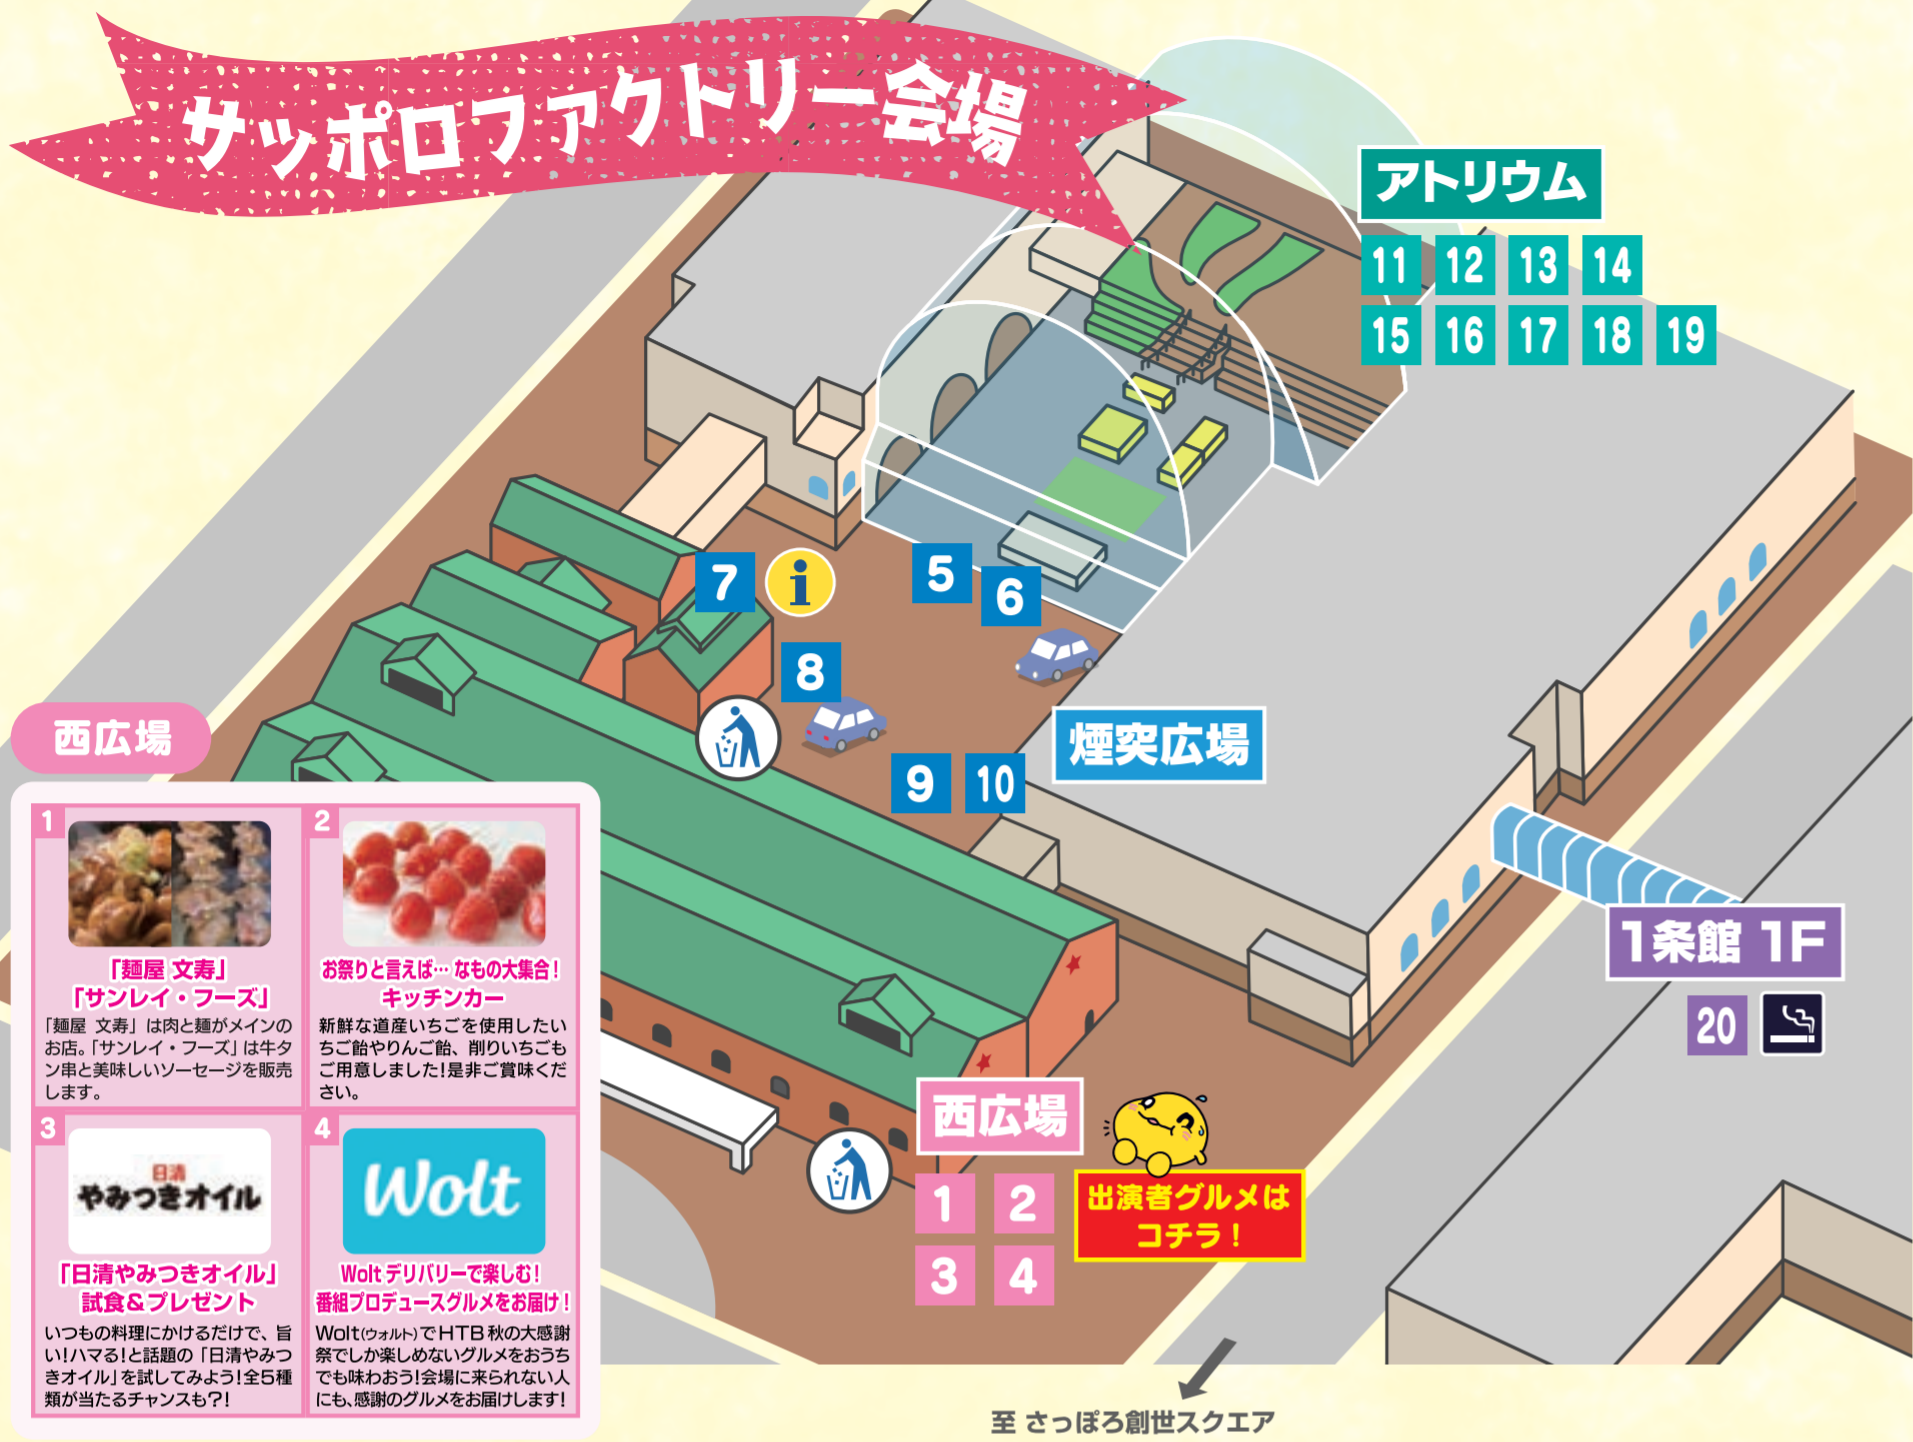 サッポロファクトリー会場
アトリウム
11 12 13 14
15 16 17 18 19
7
i
5
6
8
煙突広場
9 10
1条館 1F
20
西広場
1 2
3 4
出演者グルメは
コチラ！
至 さっぽろ創世スクエア
西広場
1
「麺屋 文寿」
「サンレイ・フーズ」
「麺屋 文寿」は肉と麺がメインの
お店。「サンレイ・フーズ」は牛タ
ン串と美味しいソーセージを販売
します。
2
お祭りと言えば… なもの大集合！
キッチンカー
新鮮な道産いちごを使用したい
ちご飴やりんご飴、削りいちごも
ご用意しました！是非ご賞味くだ
さい。
3
日清
やみつきオイル
「日清やみつきオイル」
試食＆プレゼント
いつもの料理にかけるだけで、旨
い！ハマる！と話題の「日清やみつ
きオイル」を試してみよう！全5種
類が当たるチャンスも？！
4
Wolt
Woltデリバリーで楽しむ！
番組プロデュースグルメをお届け！
Wolt（ウォルト）でHTB秋の大感謝
祭でしか楽しめないグルメをおうち
でも味わおう！会場に来られない人
にも、感謝のグルメをお届けします！